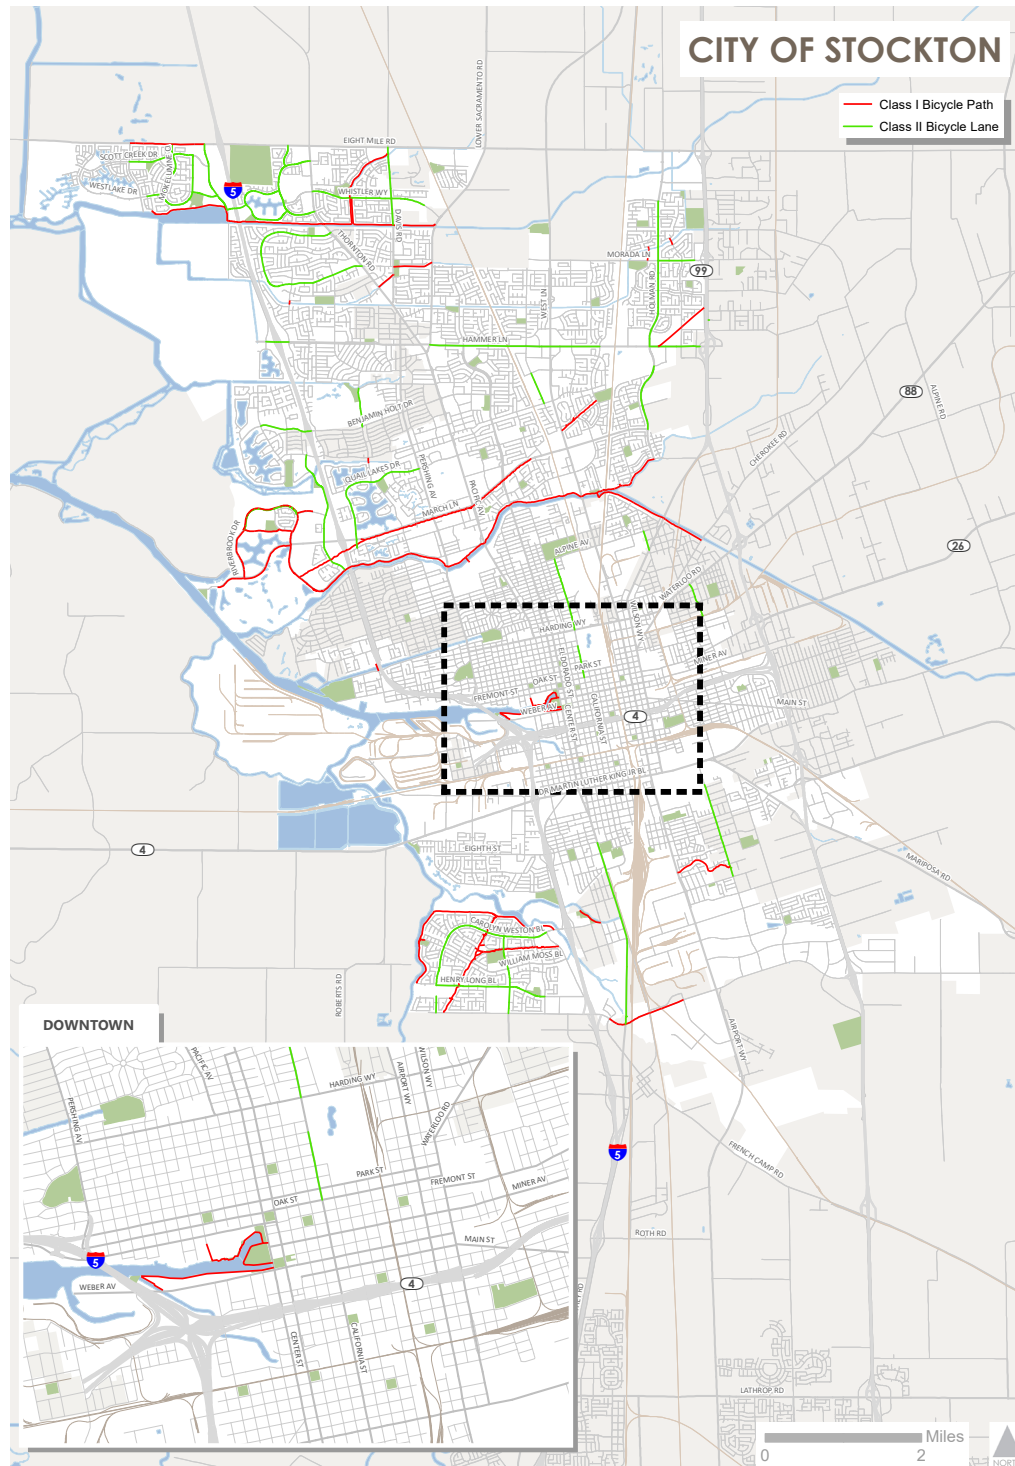 CITY OF STOCKTON
Class I Bicycle Path
Class II Bicycle Lane
LOWER SACRAMENTO RD
EIGHT MILE RD
SCOTT CREEK DR
WESTLAKE DR
MOKELUMNE CI
5
WHISTLER WY
DAVIS RD
THORNTON RD
MORADA LN
99
HOLMAN RD
WEST LN
HAMMER LN
88
ALPINE RD
BENJAMIN HOLT DR
CHEROKEE RD
QUAIL LAKES DR
PERSHING AV
PACIFIC AV
MARCH LN
RIVERBROOK DR
26
ALPINE AV
WATERLOO RD
WILSON WY
HARDING WY
MINER AV
PARK ST
OAK ST
ELDORADO ST
FREMONT ST
WEBER AV
CENTER ST
CALIFORNIA ST
4
MAIN ST
DR MARTIN LUTHER KING JR BL
EIGHTH ST
4
MARIPOSA RD
CAROLYN WESTON BL
WILLIAM MOSS BL
HENRY LONG BL
ROBERTS RD
AIRPORT WY
FRENCH CAMP RD
5
ROTH RD
LATHROP RD
DOWNTOWN
PACIFIC AV
HARDING WY
AIRPORT WY
WILSON WY
WATERLOO RD
PERSHING AV
PARK ST
FREMONT ST
MINER AV
OAK ST
MAIN ST
5
WEBER AV
4
CENTER ST
CALIFORNIA ST
Miles
0 2